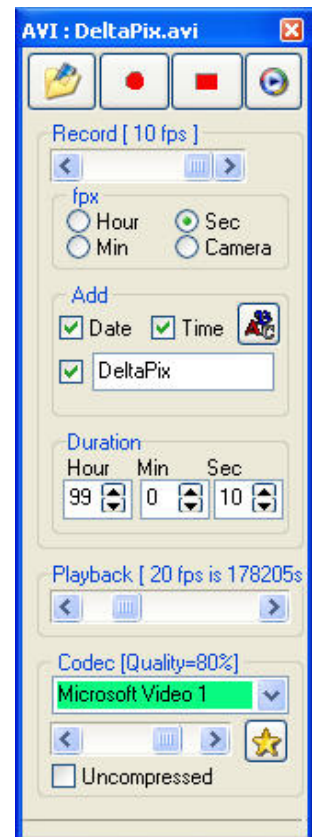 AVI : DeltaPix.avi
Record [ 10 fps ]
fpx
Hour Sec
Min Camera
Add
Date Time
DeltaPix
Duration
Hour Min Sec
99 0 10
Playback [ 20 fps is 178205s
Codec [Quality=80%]
Microsoft Video 1
Uncompressed